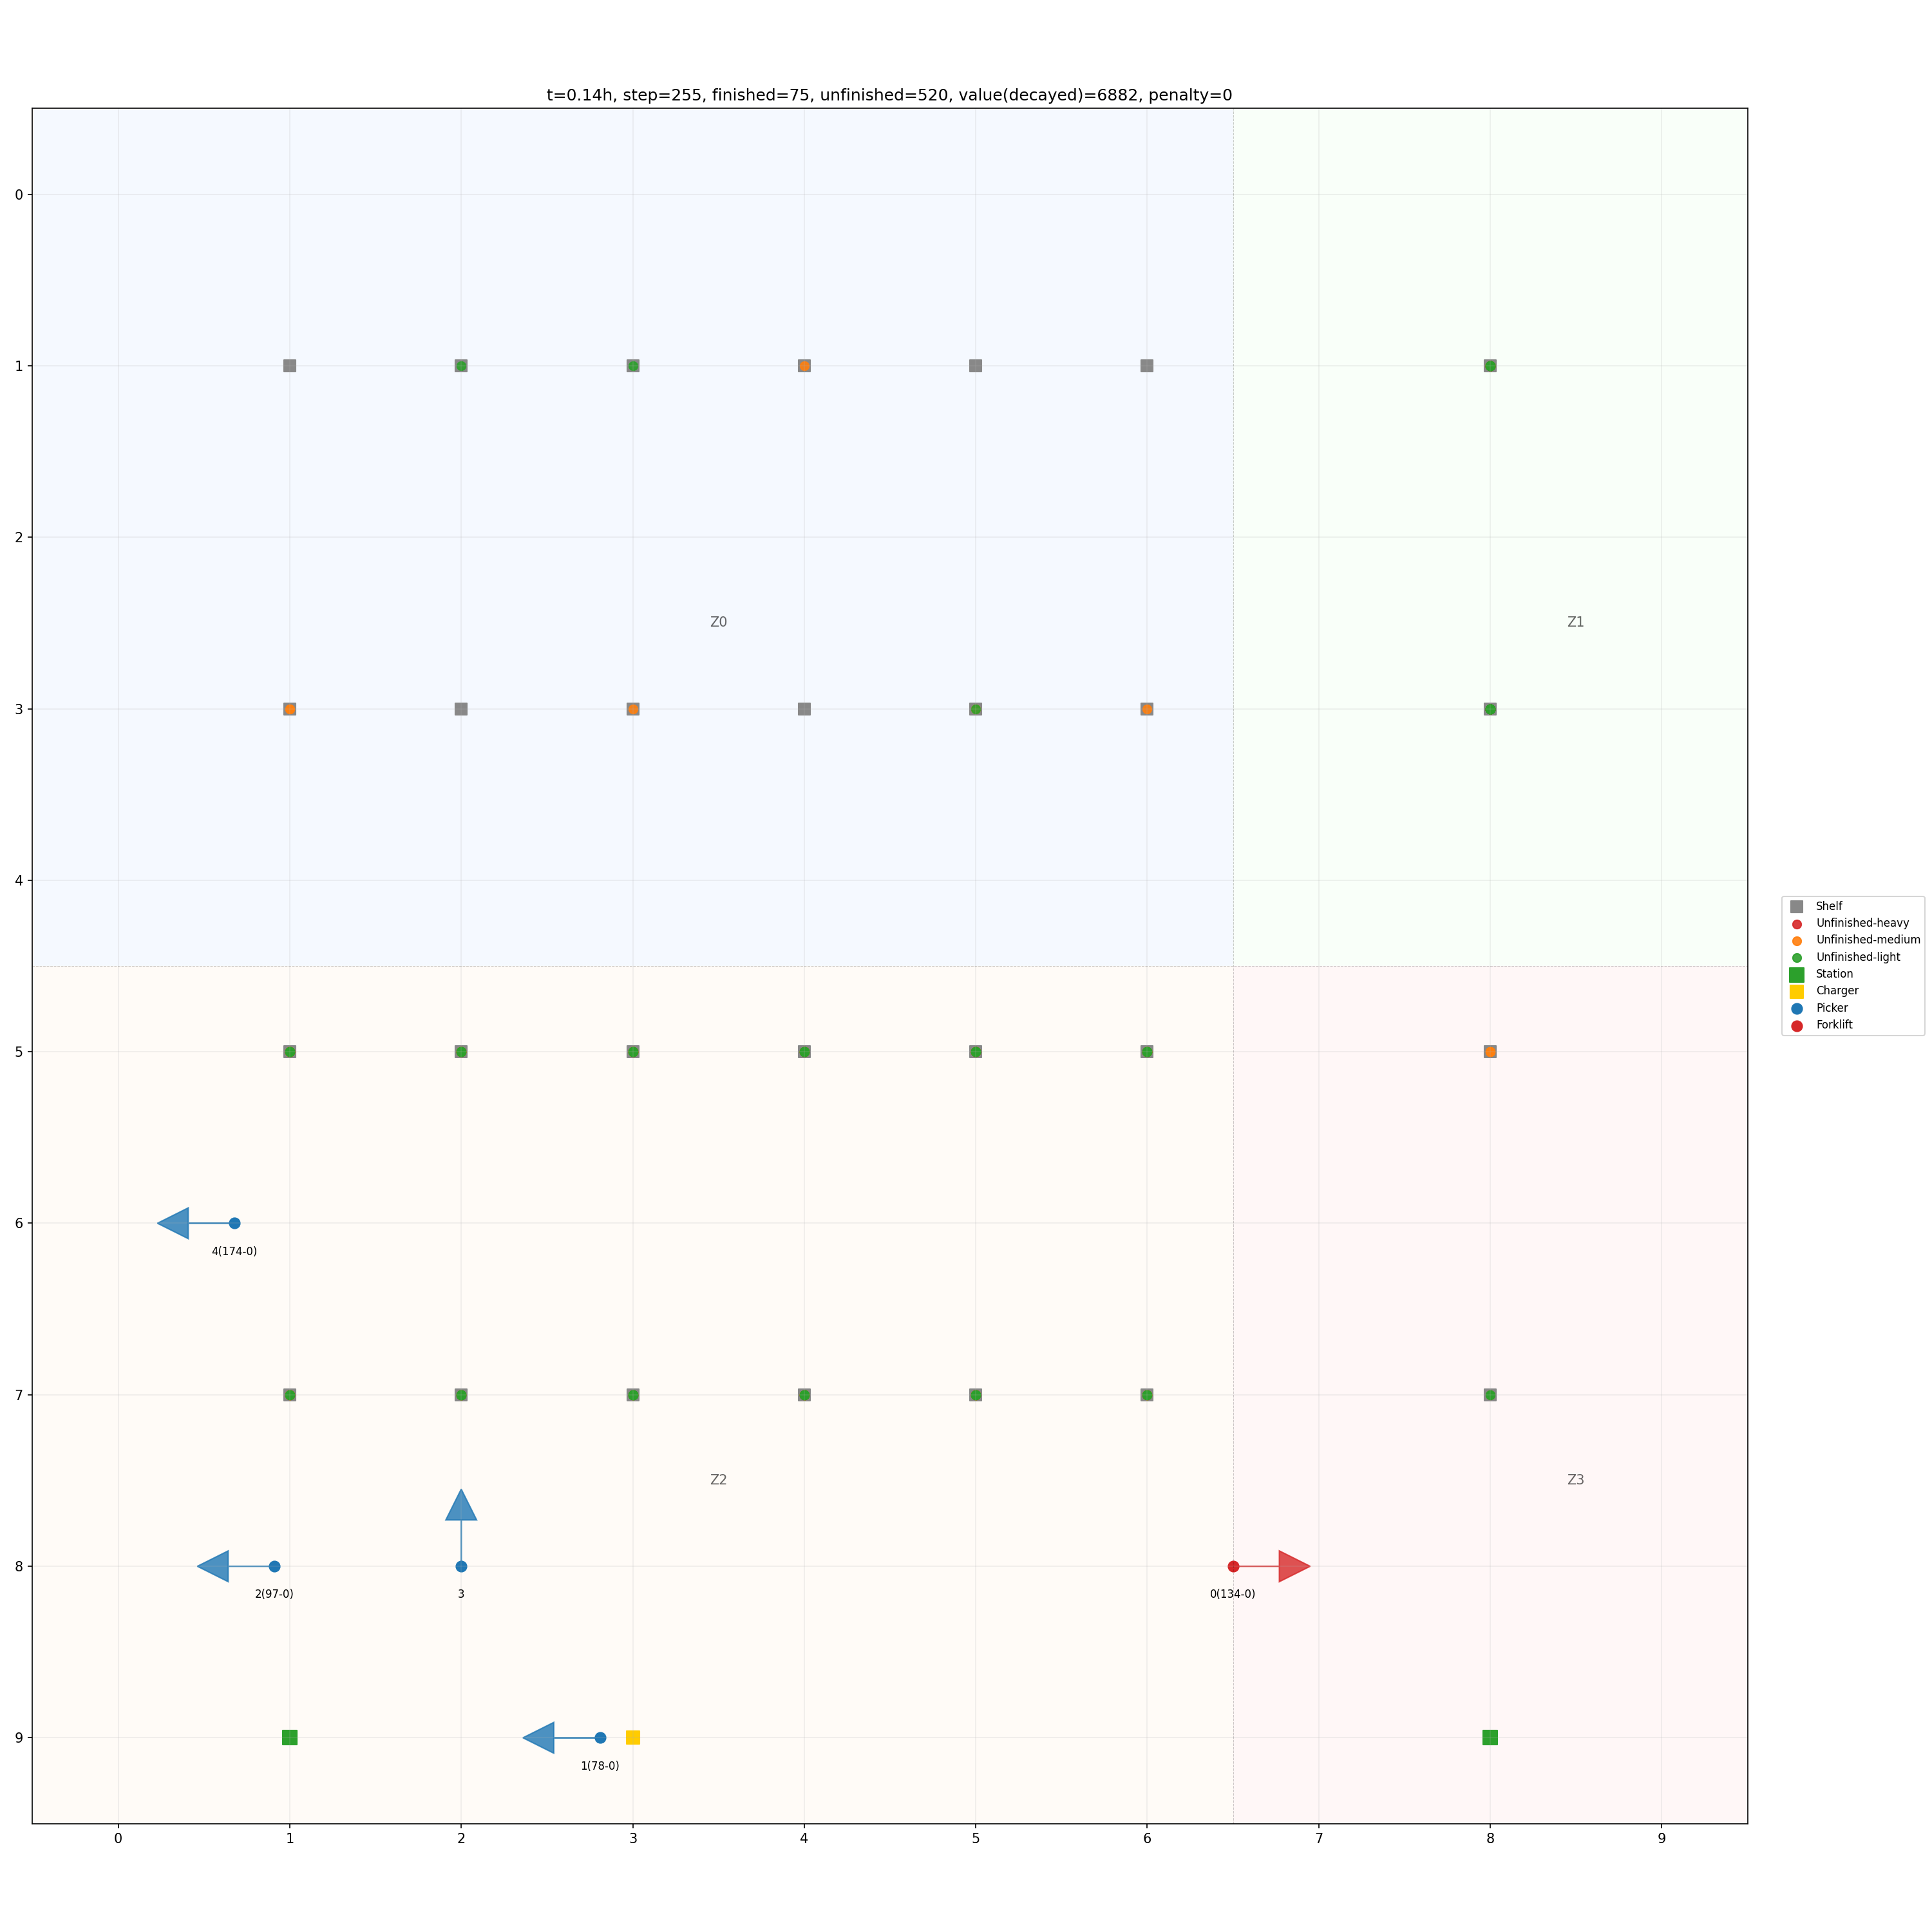 t=0.14h, step=255, finished=75, unfinished=520, value(decayed)=6882, penalty=0
0
1
2
Z0
Z1
3
4
Shelf
Unfinished-heavy
Unfinished-medium
Unfinished-light
Station
Charger
Picker
Forklift
5
6
4(174-0)
7
Z2
Z3
8
2(97-0)
3
0(134-0)
9
1(78-0)
0
1
2
3
4
5
6
7
8
9